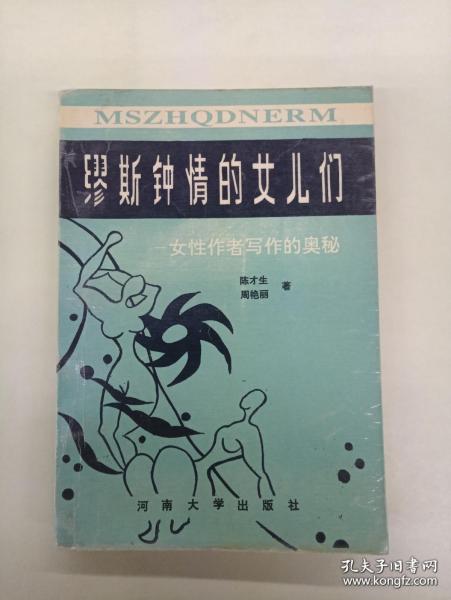 MSZHQDNERM
缪斯钟情的女儿们
—女性作者写作的奥秘
陈才生
周艳丽
著
河南大学出版社
孔夫子旧书网
www.kongfz.com